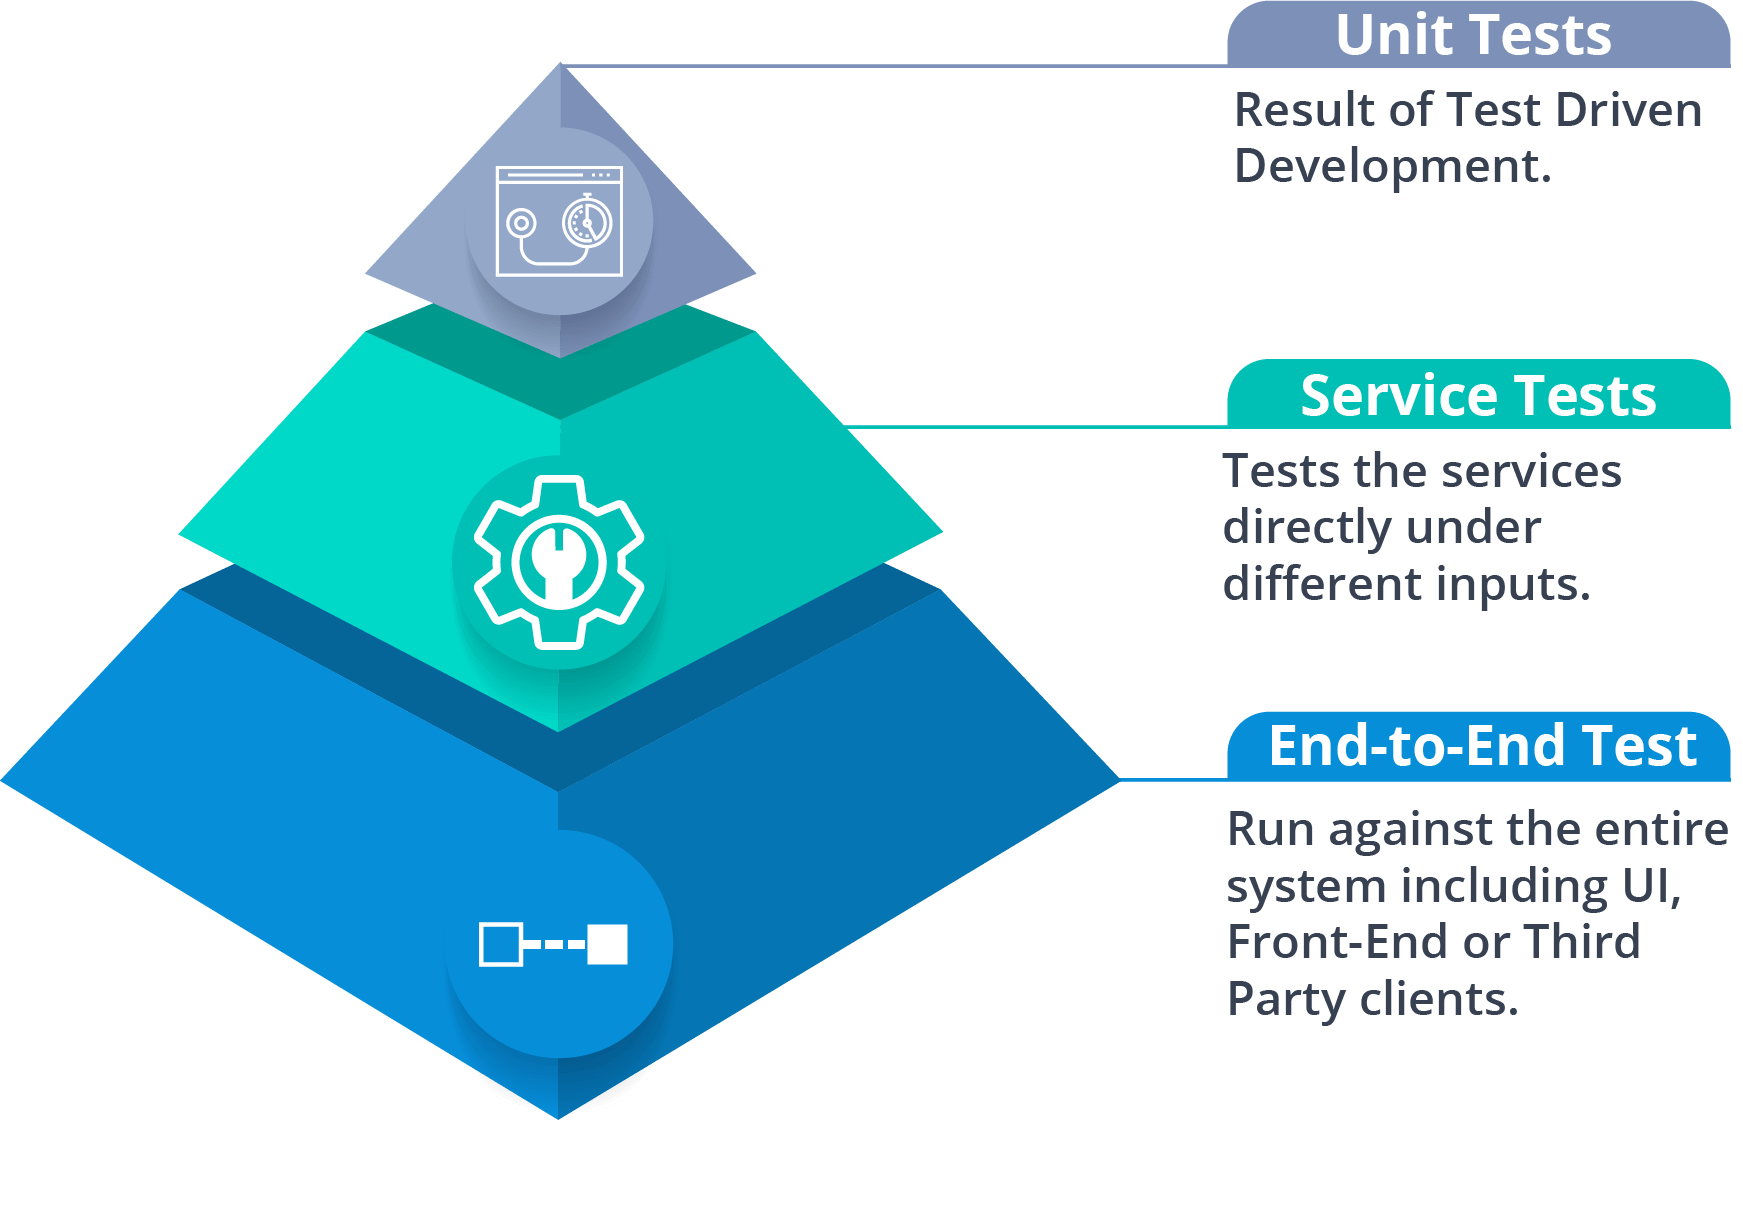 Unit Tests
Result of Test Driven
Development.
Service Tests
Tests the services
directly under
different inputs.
End-to-End Test
Run against the entire
system including UI,
Front-End or Third
Party clients.